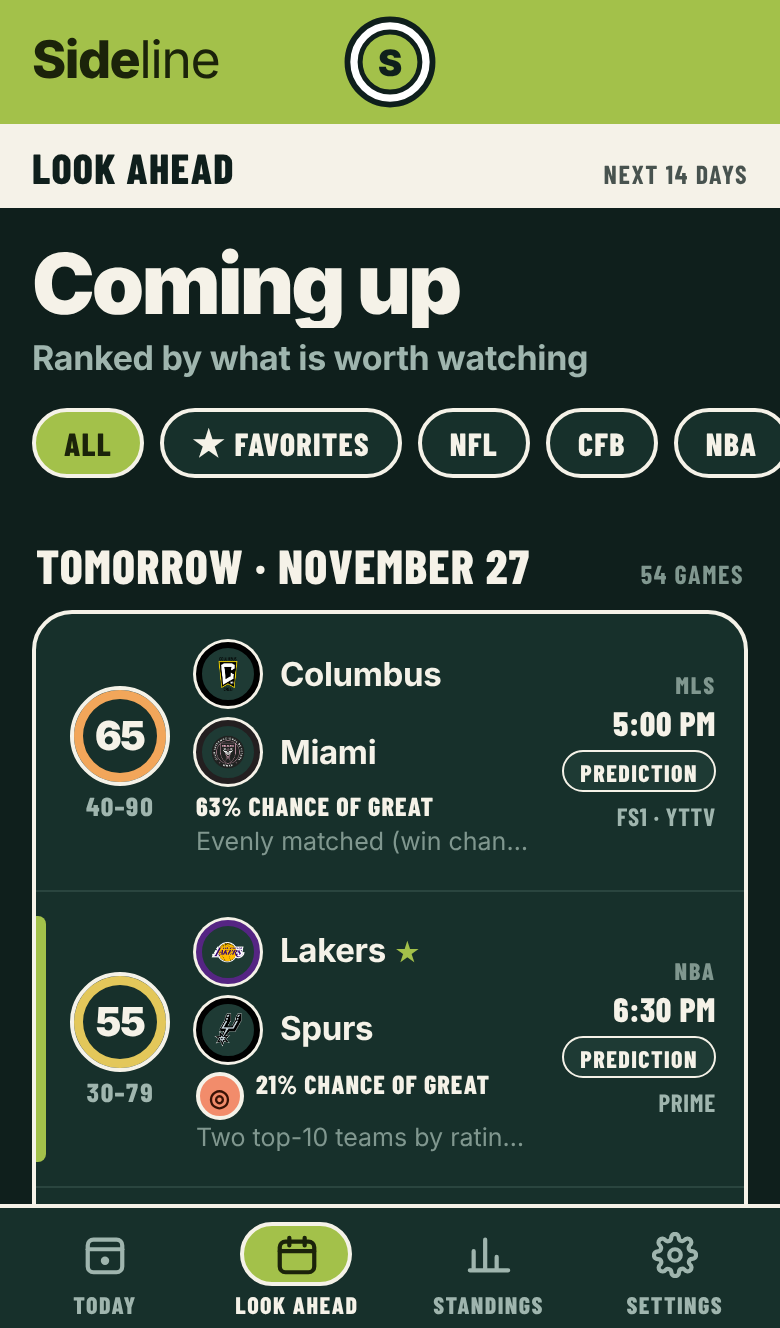 Sideline
S
LOOK AHEAD
NEXT 14 DAYS
Coming up
Ranked by what is worth watching
ALL
★ FAVORITES
NFL
CFB
NBA
TOMORROW · NOVEMBER 27
54 GAMES
65
40–90
Columbus
Miami
63% CHANCE OF GREAT
Evenly matched (win chan…
MLS
5:00 PM
PREDICTION
FS1 · YTTV
55
30–79
LAKERS
Lakers ★
Spurs
21% CHANCE OF GREAT
Two top-10 teams by ratin…
NBA
6:30 PM
PREDICTION
PRIME
TODAY
LOOK AHEAD
STANDINGS
SETTINGS